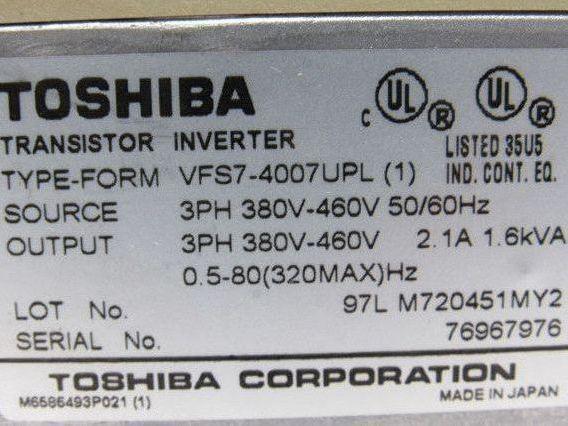 TOSHIBA
c UL ® UL ®
TRANSISTOR INVERTER LISTED 35U5
TYPE-FORM VFS7-4007UPL (1) IND. CONT. EQ.
SOURCE 3PH 380V-460V 50/60Hz
OUTPUT 3PH 380V-460V 2.1A 1.6kVA
0.5-80(320MAX)Hz
LOT No. 97L M720451MY2
SERIAL No. 76967976
TOSHIBA CORPORATION
M6586493P021 (1) MADE IN JAPAN